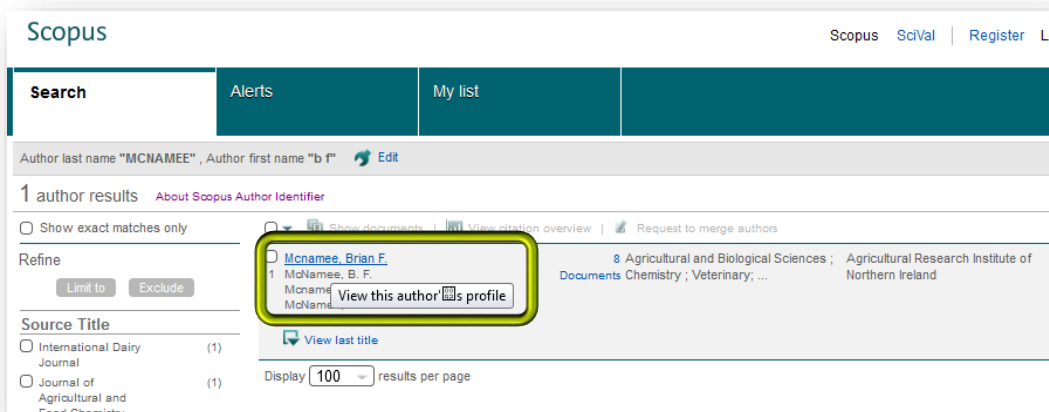 Scopus
Scopus SciVal Register L
Search Alerts My list
Author last name "MCNAMEE" , Author first name "b f" Edit
1 author results About Scopus Author Identifier
Show exact matches only
Show documents | View citation overview | Request to merge authors
Refine
Limit to Exclude
Source Title
International Dairy (1)
Journal
Journal of (1)
Agricultural and
Food Chemistry
Mcnamee, Brian F.
1 McNamee, B. F.
Mcname
McName
View this author's profile
8 Agricultural and Biological Sciences ;
Documents Chemistry ; Veterinary; ...
Agricultural Research Institute of
Northern Ireland
View last title
Display 100 results per page